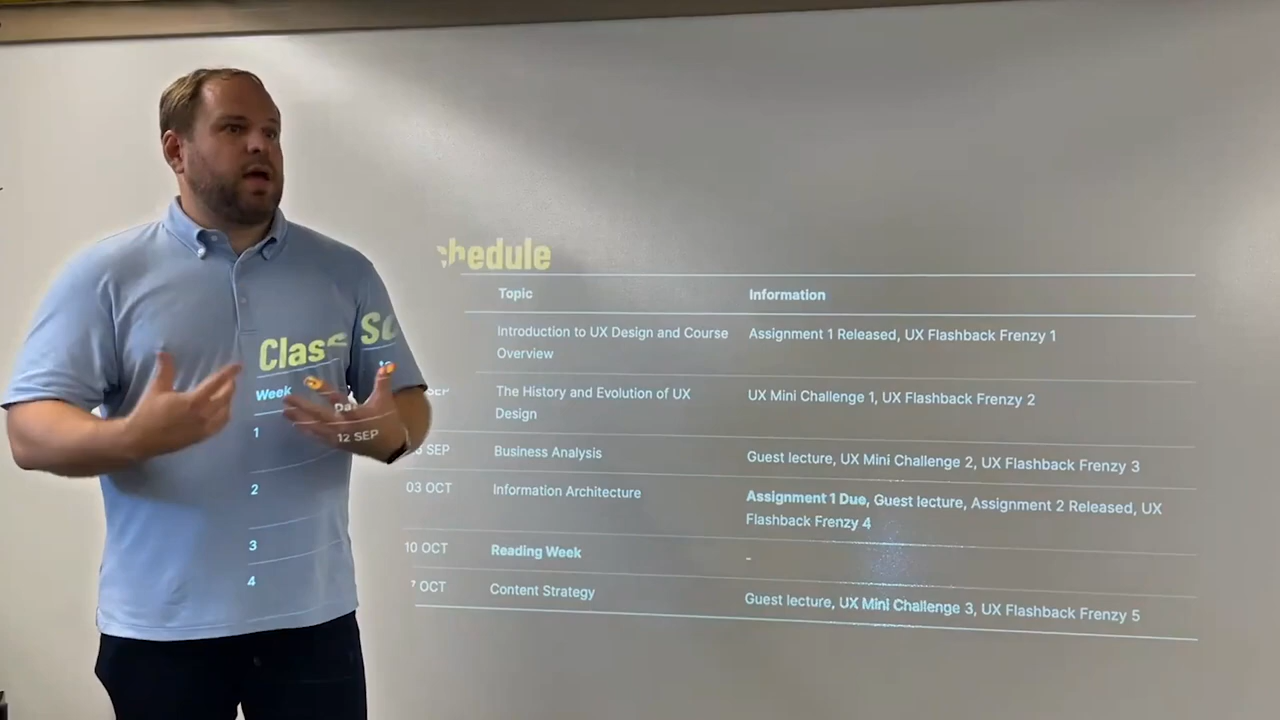 Class Schedule
Week Topic Information
1 12 SEP Introduction to UX Design and Course Assignment 1 Released, UX Flashback Frenzy 1
Overview
2 SEP The History and Evolution of UX UX Mini Challenge 1, UX Flashback Frenzy 2
Design
3 SEP Business Analysis Guest lecture, UX Mini Challenge 2, UX Flashback Frenzy 3
4 03 OCT Information Architecture Assignment 1 Due, Guest lecture, Assignment 2 Released, UX
Flashback Frenzy 4
10 OCT Reading Week -
7 OCT Content Strategy Guest lecture, UX Mini Challenge 3, UX Flashback Frenzy 5